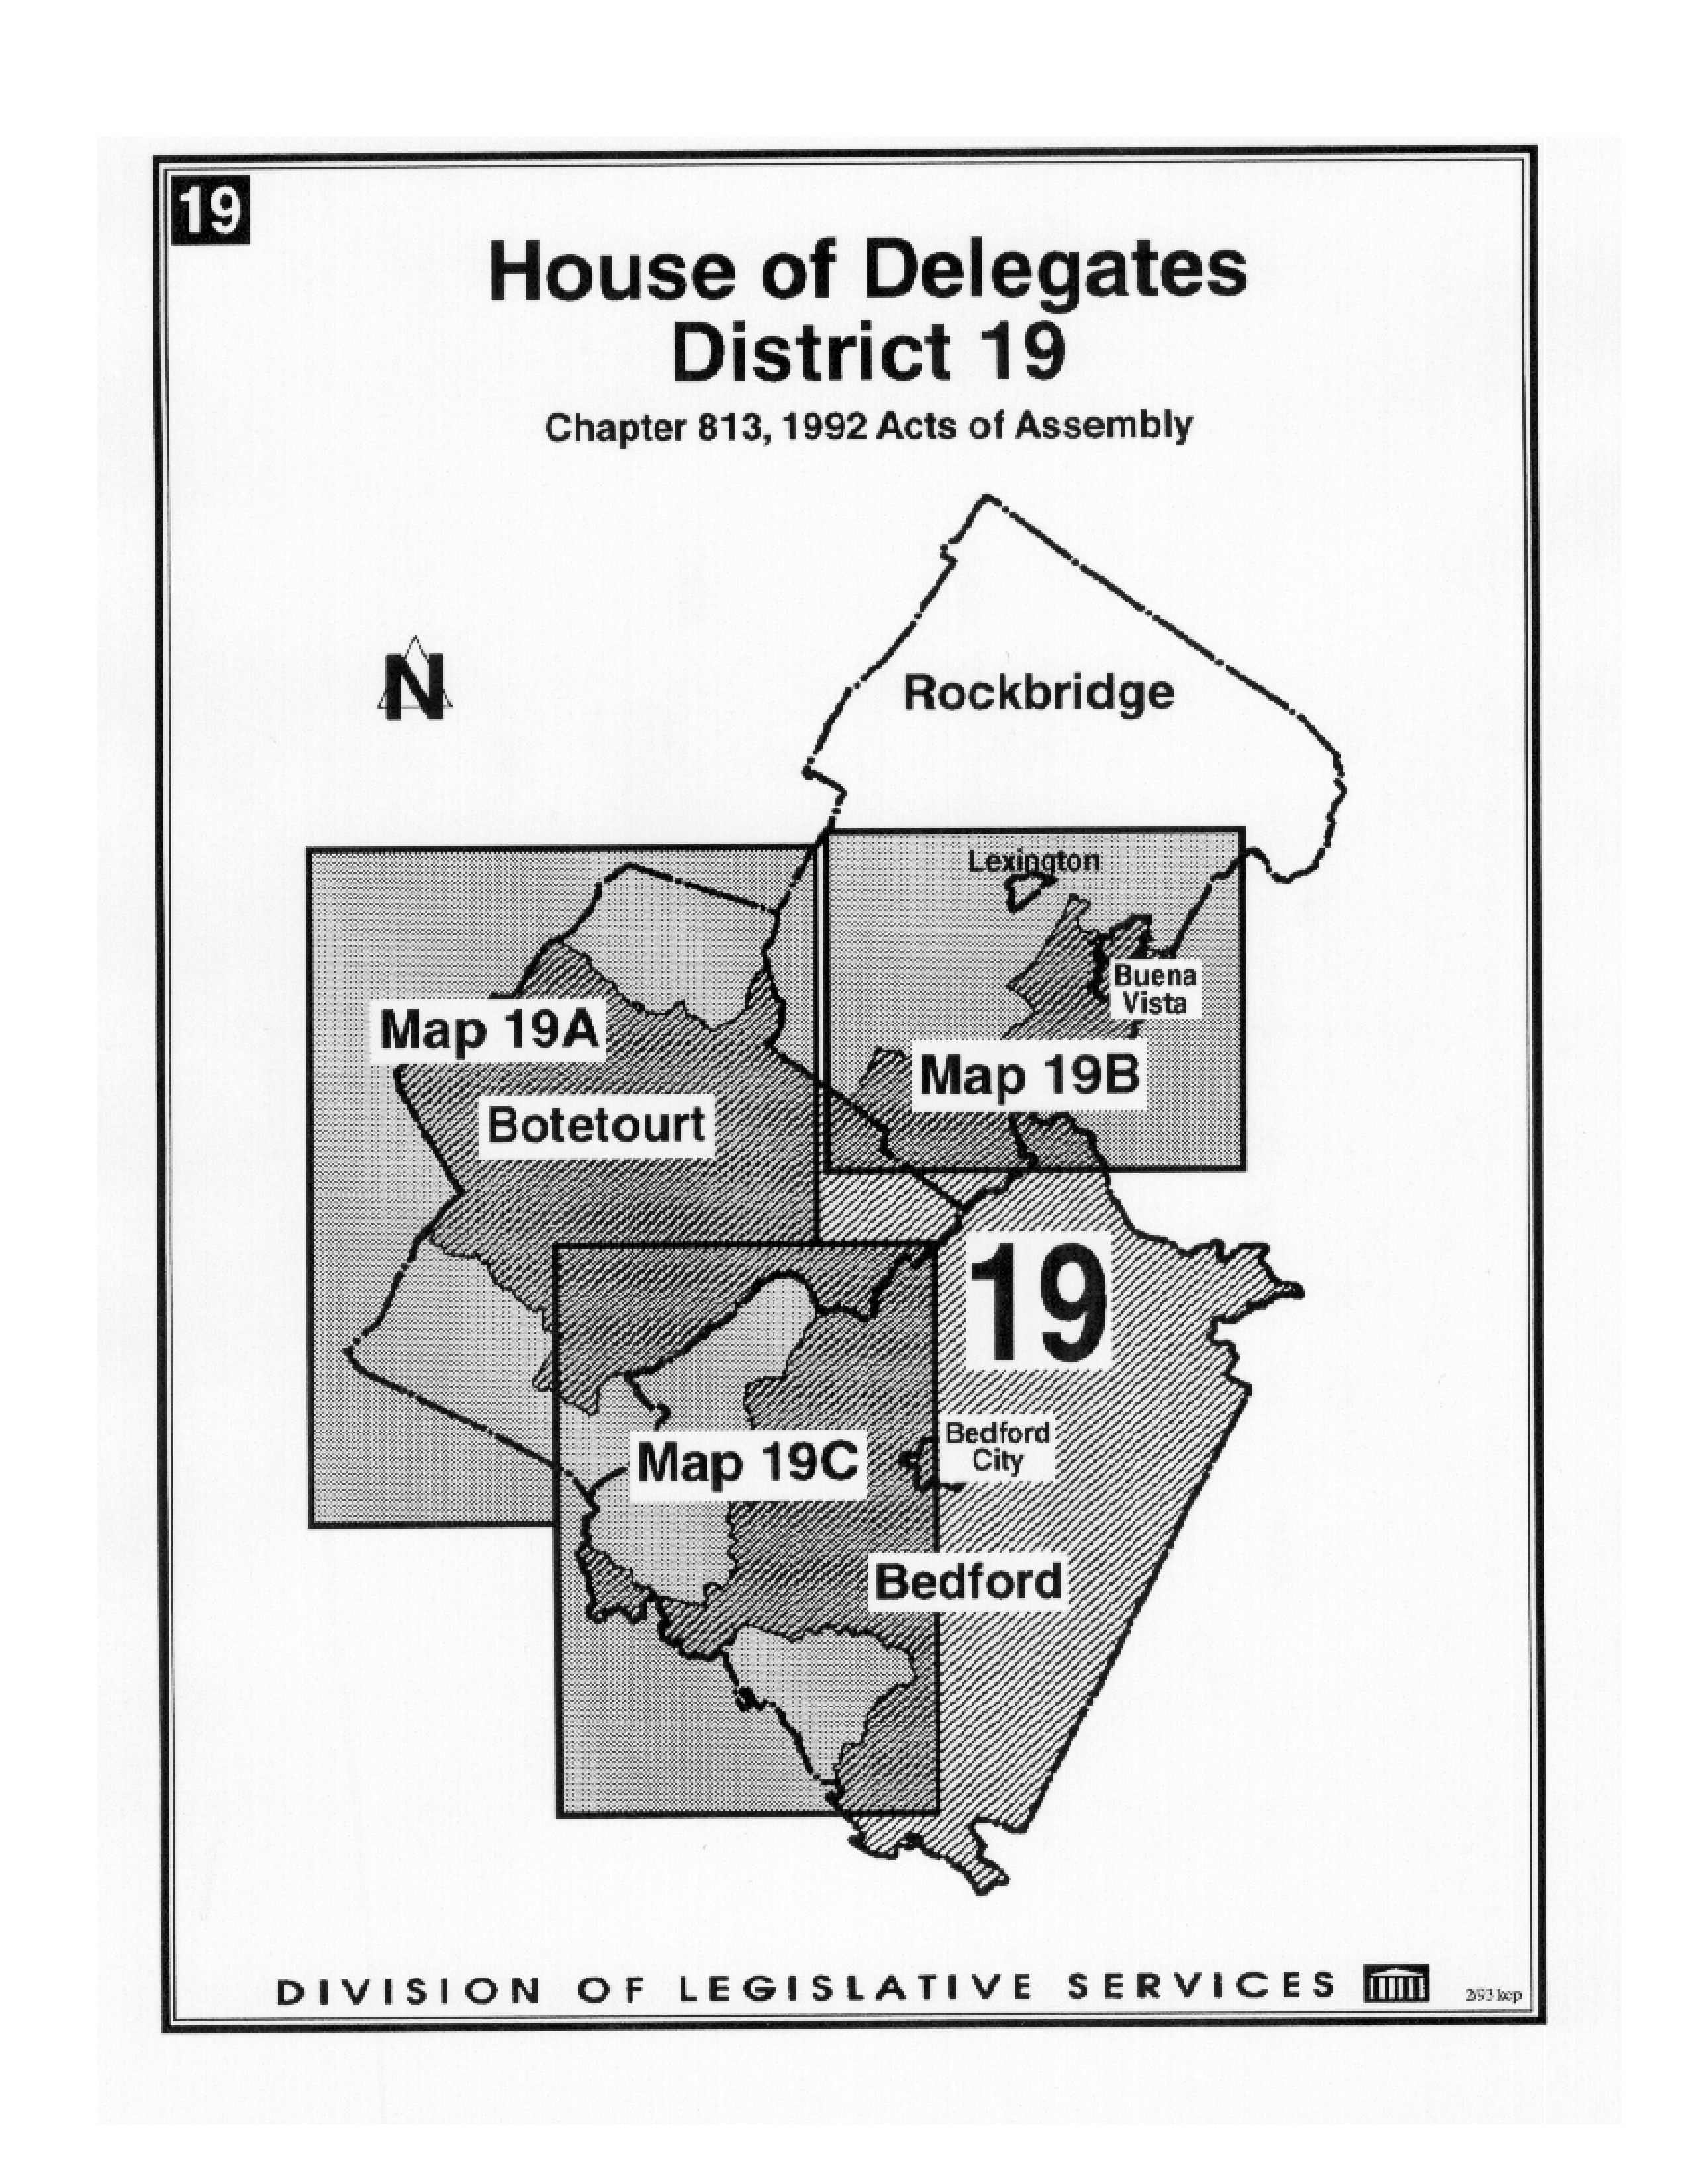 19
House of Delegates
District 19
Chapter 813, 1992 Acts of Assembly
N
Rockbridge
Lexington
Buena
Vista
Map 19A
Map 19B
Botetourt
19
Bedford
City
Map 19C
Bedford
DIVISION OF LEGISLATIVE SERVICES
2/93 kcp